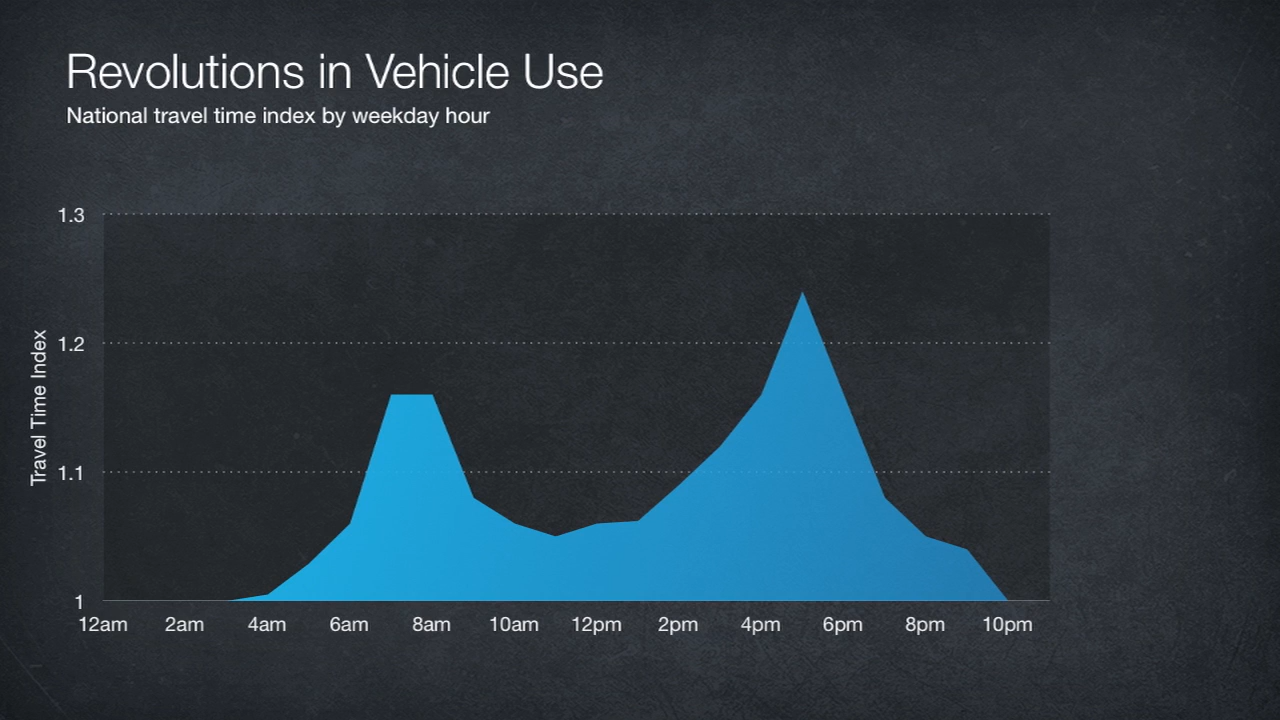 Revolutions in Vehicle Use
National travel time index by weekday hour
Travel Time Index
1.3
1.2
1.1
1
12am 2am 4am 6am 8am 10am 12pm 2pm 4pm 6pm 8pm 10pm